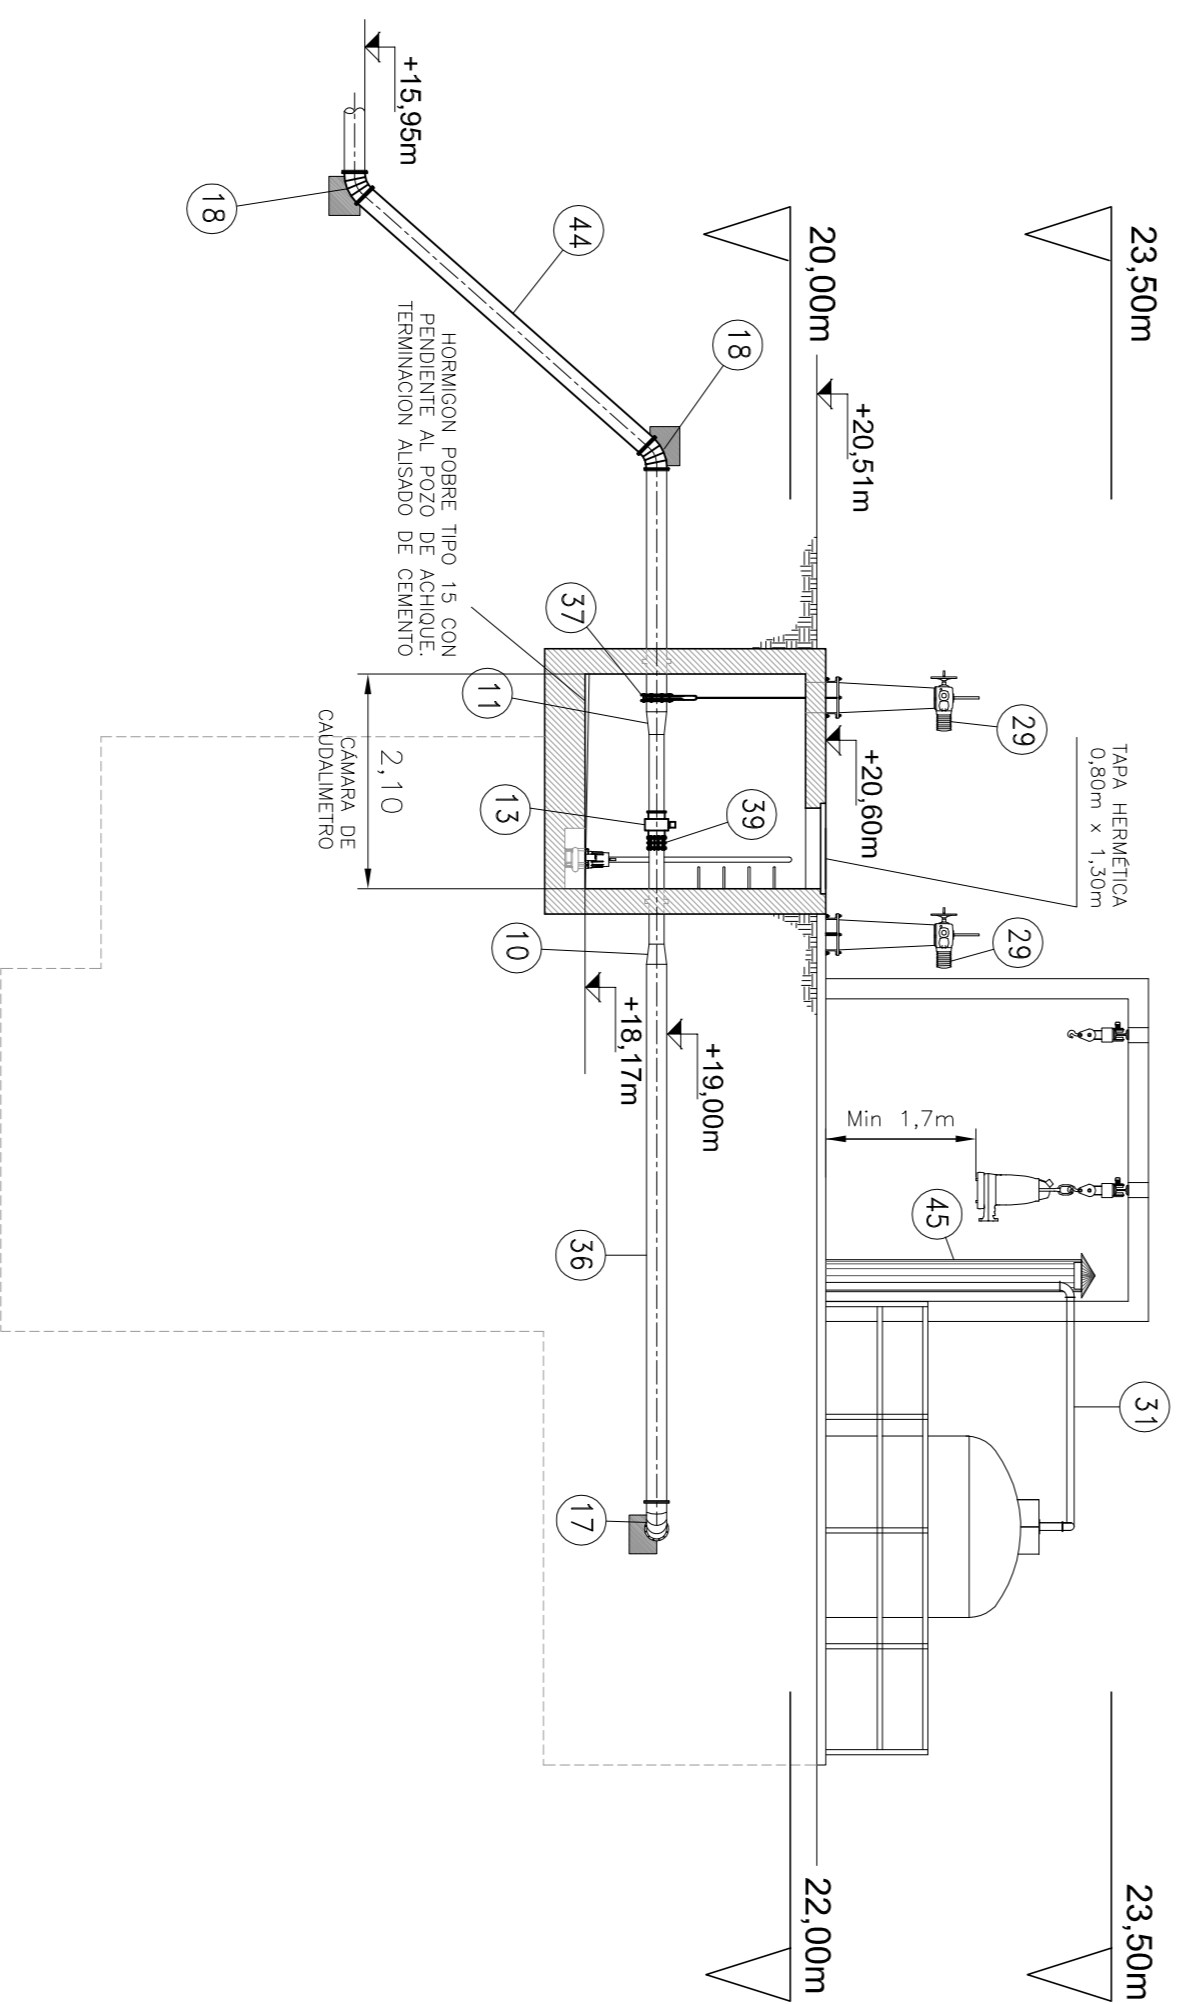 23,50m
23,50m
20,00m
22,00m
TAPA HERMÉTICA
0,80m x 1,30m
31
29
29
45
Min 1,7m
+20,51m
+20,60m
18
39
+19,00m
+18,17m
44
37
11
13
10
36
17
+15,95m
18
HORMIGON POBRE TIPO 15 CON
PENDIENTE AL POZO DE ACHIQUE.
TERMINACION ALISADO DE CEMENTO
2,10
CÁMARA DE
CAUDALIMETRO